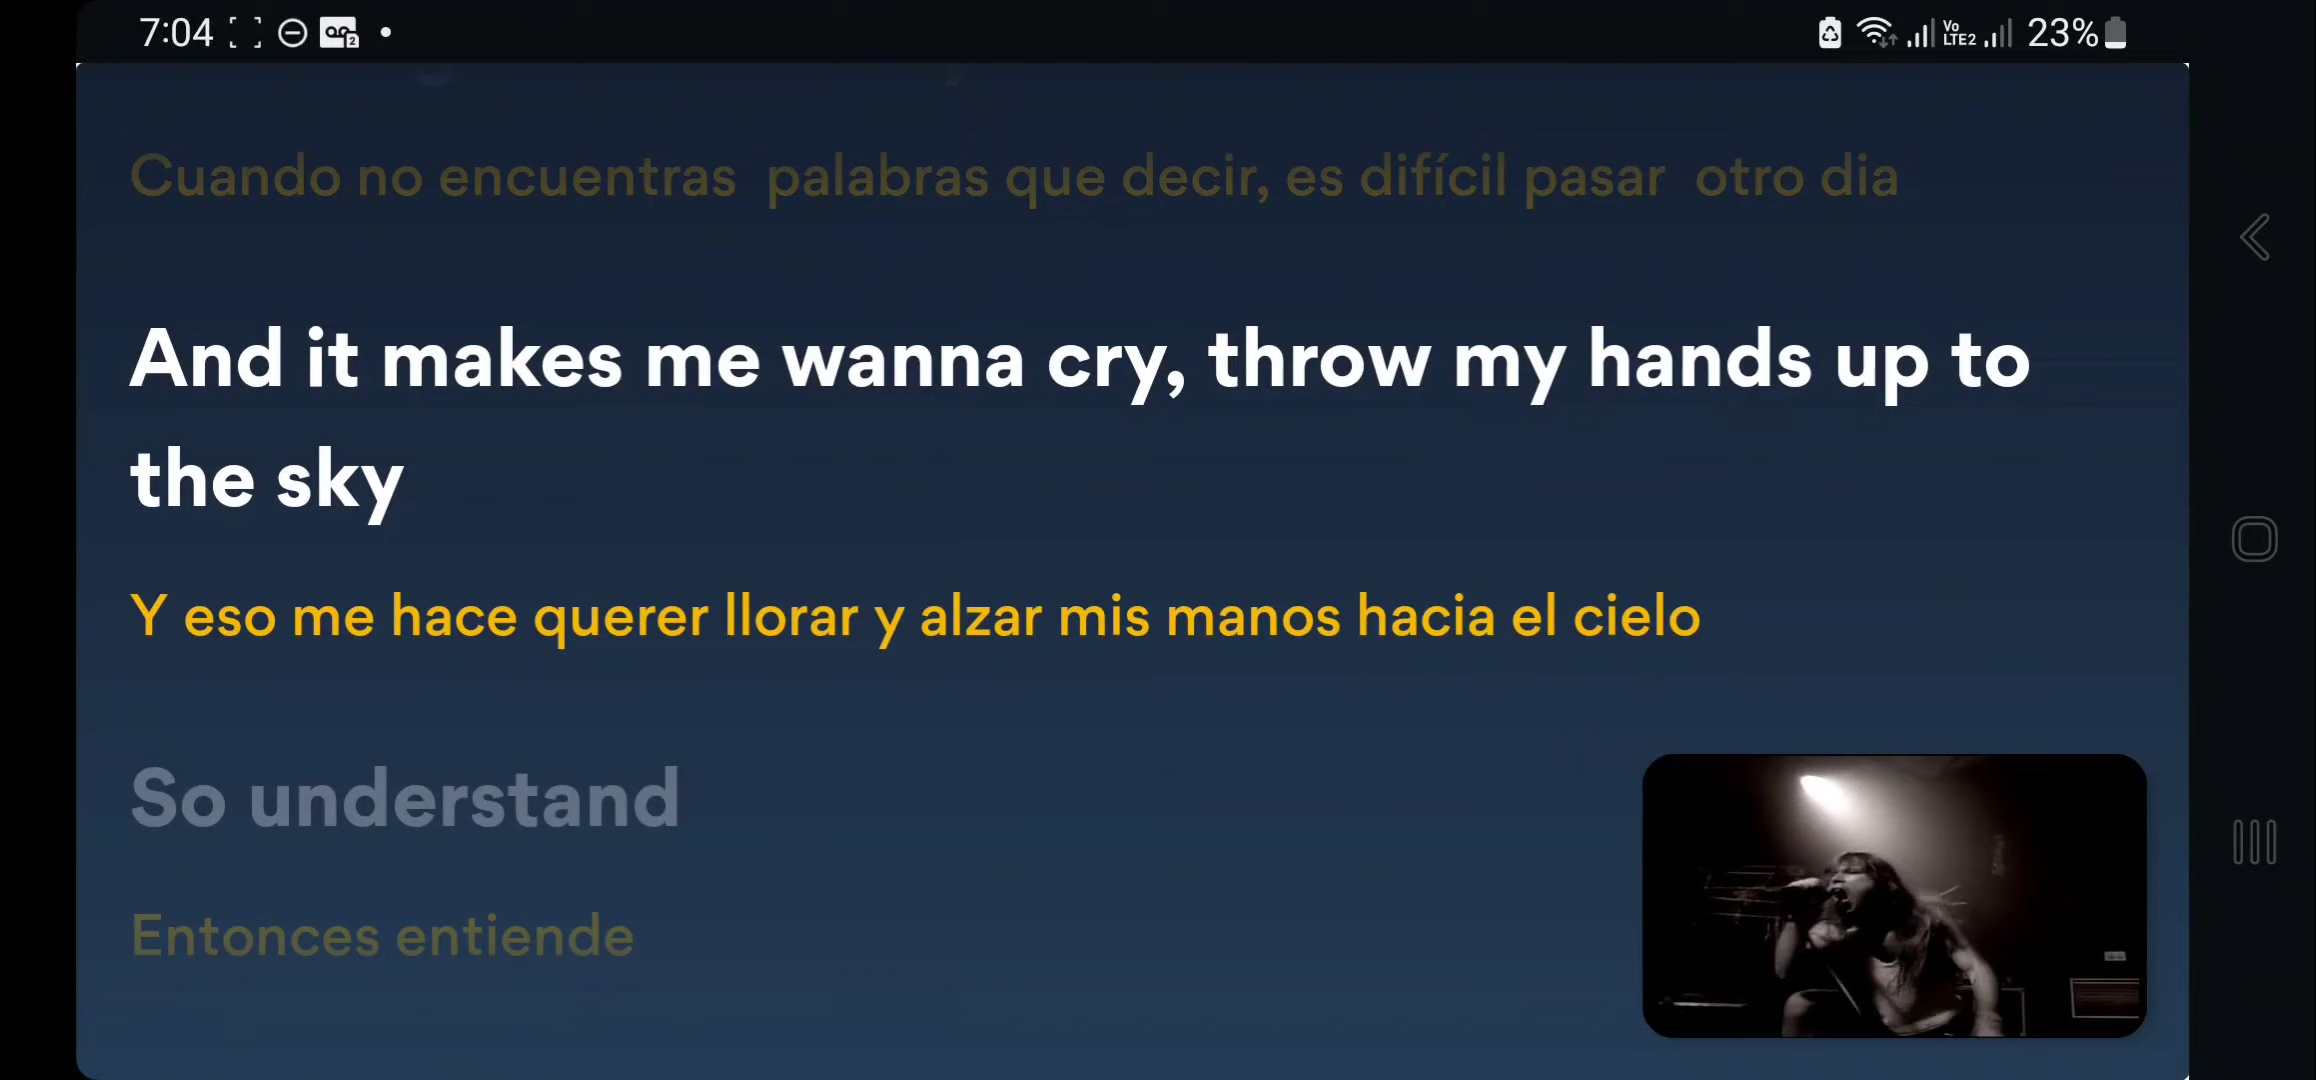 7:04
Vo
LTE2
23%
Cuando no encuentras palabras que decir, es difícil pasar otro dia
And it makes me wanna cry, throw my hands up to
the sky
Y eso me hace querer llorar y alzar mis manos hacia el cielo
So understand
Entonces entiende